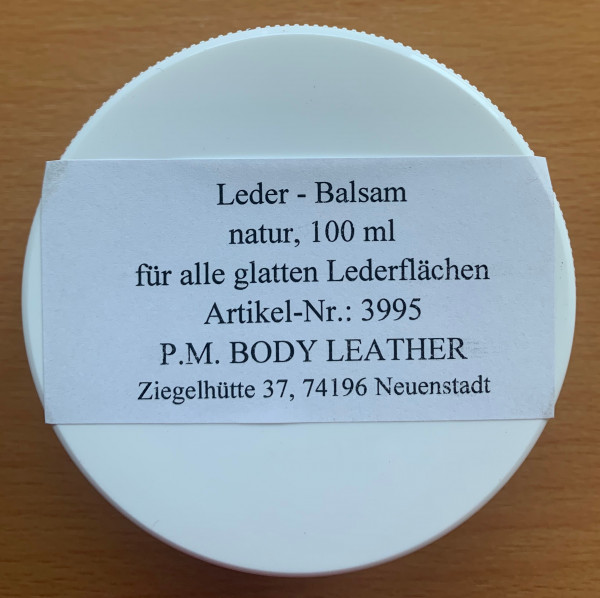 Leder - Balsam
natur, 100 ml
für alle glatten Lederflächen
Artikel-Nr.: 3995
P.M. BODY LEATHER
Ziegelhütte 37, 74196 Neuenstadt